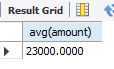 Result Grid
avg(amount)
23000.0000